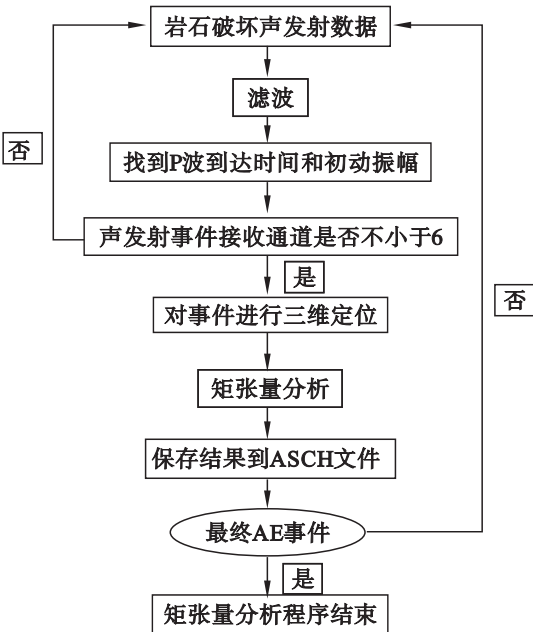 岩石破坏声发射数据
滤波
否
找到P波到达时间和初动振幅
声发射事件接收通道是否不小于6
是
否
对事件进行三维定位
矩张量分析
保存结果到ASCH文件
最终AE事件
是
矩张量分析程序结束